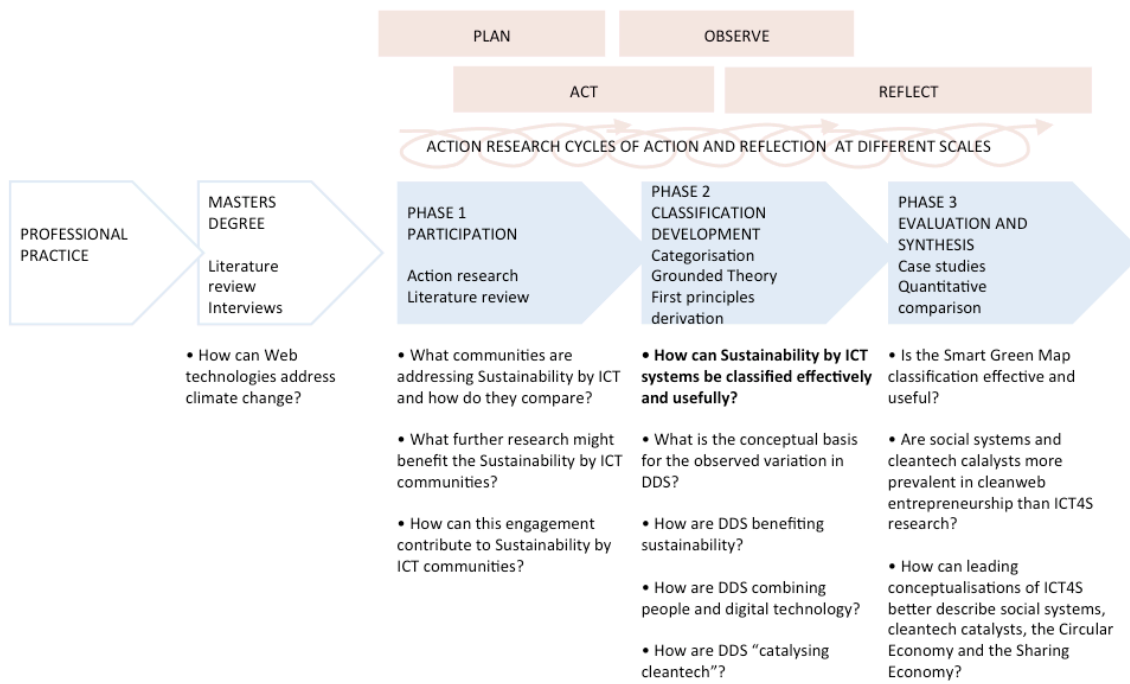 PLAN
OBSERVE
ACT
REFLECT
ACTION RESEARCH CYCLES OF ACTION AND REFLECTION AT DIFFERENT SCALES
PROFESSIONAL
PRACTICE
MASTERS
DEGREE
Literature
review
Interviews
• How can Web
technologies address
climate change?
PHASE 1
PARTICIPATION
Action research
Literature review
• What communities are
addressing Sustainability by ICT
and how do they compare?
• What further research might
benefit the Sustainability by ICT
communities?
• How can this engagement
contribute to Sustainability by
ICT communities?
PHASE 2
CLASSIFICATION
DEVELOPMENT
Categorisation
Grounded Theory
First principles
derivation
• How can Sustainability by ICT
systems be classified effectively
and usefully?
• What is the conceptual basis
for the observed variation in
DDS?
• How are DDS benefiting
sustainability?
• How are DDS combining
people and digital technology?
• How are DDS “catalysing
cleantech”?
PHASE 3
EVALUATION AND
SYNTHESIS
Case studies
Quantitative
comparison
• Is the Smart Green Map
classification effective and
useful?
• Are social systems and
cleantech catalysts more
prevalent in cleanweb
entrepreneurship than ICT4S
research?
• How can leading
conceptualisations of ICT4S
better describe social systems,
cleantech catalysts, the Circular
Economy and the Sharing
Economy?